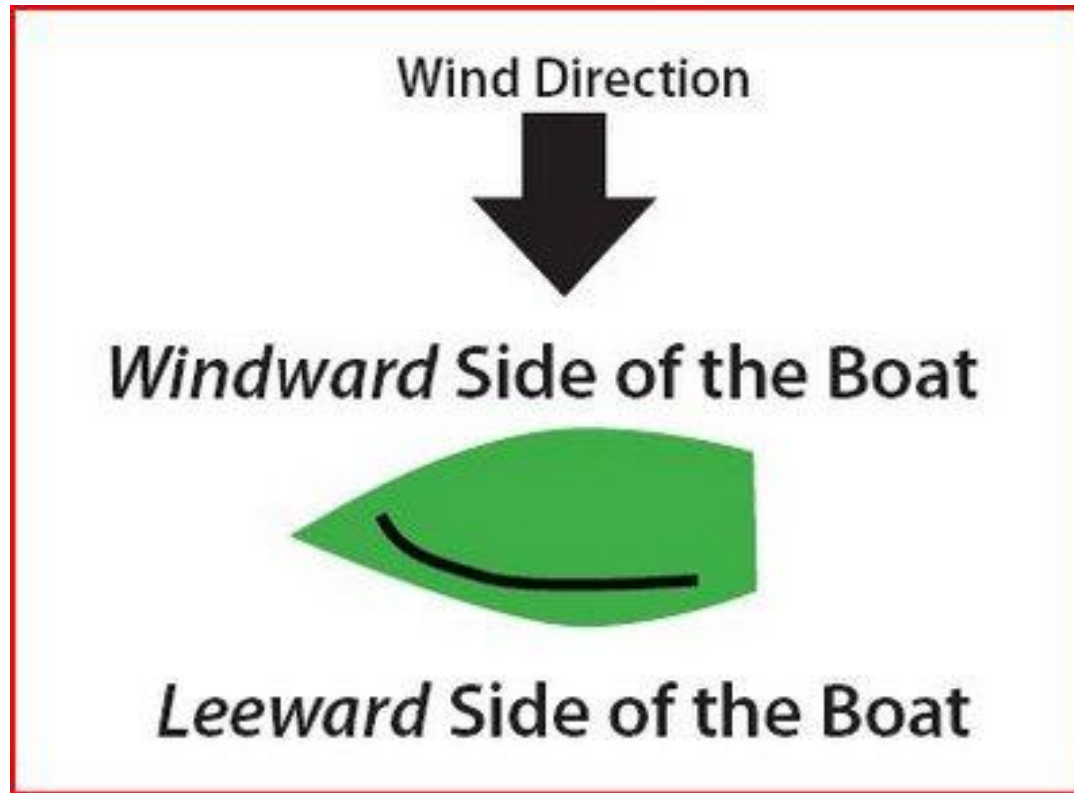 Wind Direction
Windward Side of the Boat
Leeward Side of the Boat